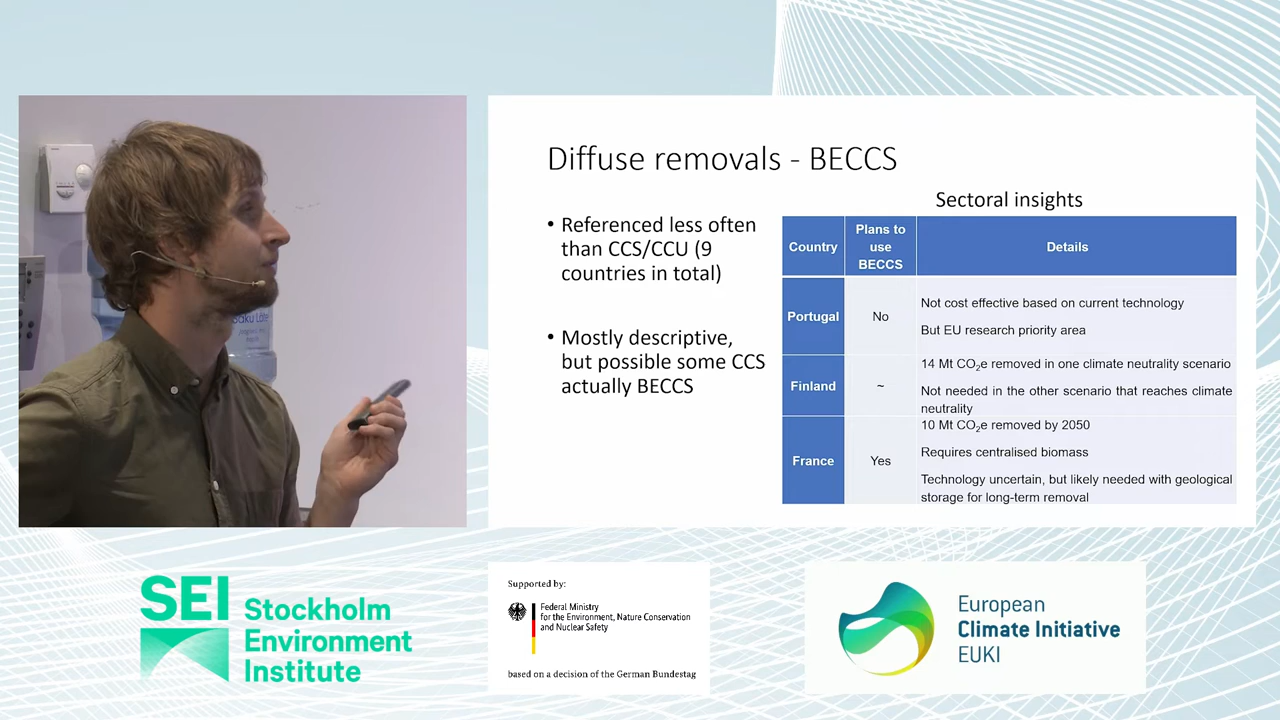 Diffuse removals - BECCS
• Referenced less often
than CCS/CCU (9
countries in total)
• Mostly descriptive,
but possible some CCS
actually BECCS
Sectoral insights
Country
Plans to
use
BECCS
Details
Portugal
No
Not cost effective based on current technology
But EU research priority area
Finland
~
14 Mt CO₂e removed in one climate neutrality scenario
Not needed in the other scenario that reaches climate
neutrality
France
Yes
10 Mt CO₂e removed by 2050
Requires centralised biomass
Technology uncertain, but likely needed with geological
storage for long-term removal
SEI Stockholm
Environment
Institute
Supported by:
Federal Ministry
for the Environment, Nature Conservation
and Nuclear Safety
based on a decision of the German Bundestag
European
Climate Initiative
EUKI